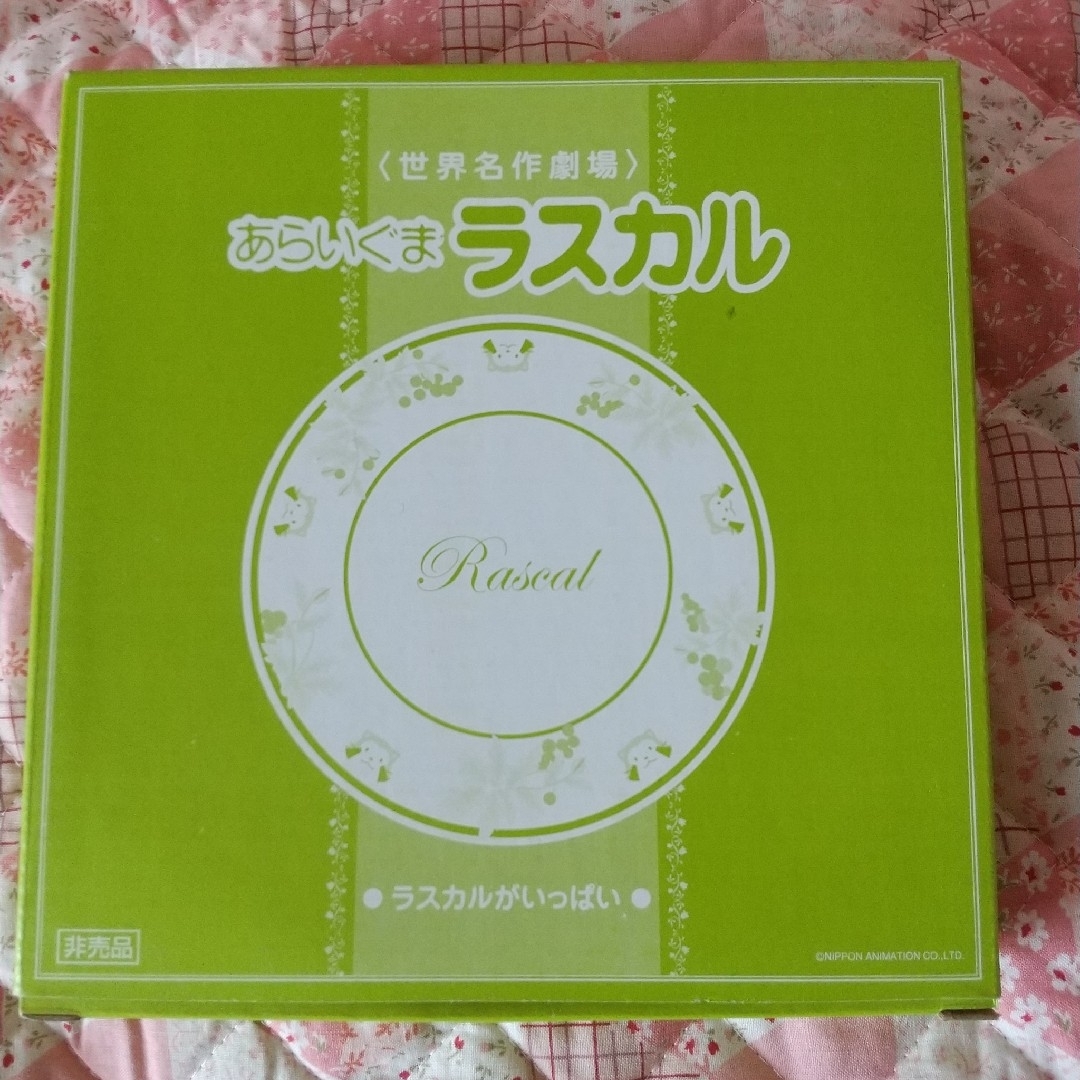 〈世界名作劇場〉
あらいぐま ラスカル
Rascal
● ラスカルがいっぱい ●
非売品
©NIPPON ANIMATION CO.,LTD.